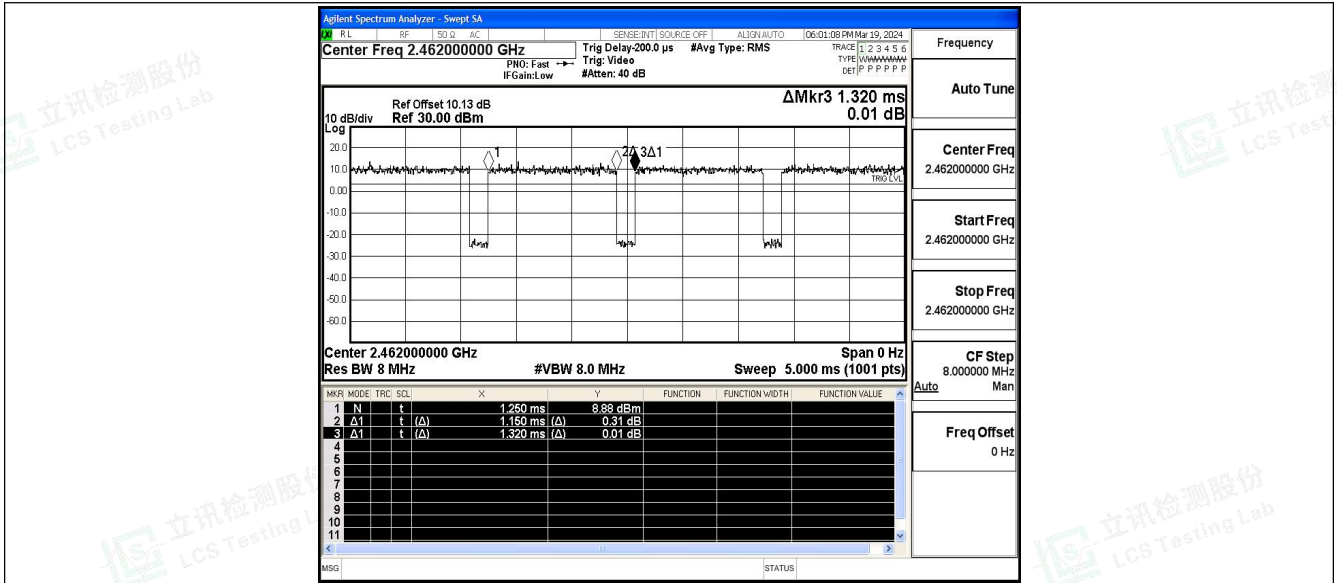 Agilent Spectrum Analyzer - Swept SA
LXI RL RF 50 Ω AC SENSE:INT SOURCE OFF ALIGN AUTO 06:01:08 PM Mar 19, 2024
Center Freq 2.462000000 GHz
PNO: Fast
IFGain:Low
Trig Delay-200.0 µs #Avg Type: RMS
Trig: Video
#Atten: 40 dB
TRACE 1 2 3 4 5 6
TYPE WWWWWW
DET P P P P P P
Ref Offset 10.13 dB
10 dB/div Ref 30.00 dBm
Log
ΔMkr3 1.320 ms
0.01 dB
20.0
10.0
0.00
-10.0
-20.0
-30.0
-40.0
-50.0
-60.0
1
2Δ 3Δ1
TRIG LVL
Center 2.462000000 GHz Span 0 Hz
Res BW 8 MHz #VBW 8.0 MHz Sweep 5.000 ms (1001 pts)
MKR MODE TRC SCL X Y FUNCTION FUNCTION WIDTH FUNCTION VALUE
1 N t 1.250 ms 8.88 dBm
2 Δ1 t (Δ) 1.150 ms (Δ) 0.31 dB
3 Δ1 t (Δ) 1.320 ms (Δ) 0.01 dB
4
5
6
7
8
9
10
11
MSG STATUS
Frequency
Auto Tune
Center Freq
2.462000000 GHz
Start Freq
2.462000000 GHz
Stop Freq
2.462000000 GHz
CF Step
8.000000 MHz
Auto Man
Freq Offset
0 Hz
立讯检测股份
LCS Testing Lab
立讯检测
LCS Test
立讯检测股份
LCS Testing L
立讯检测股份
LCS Testing Lab